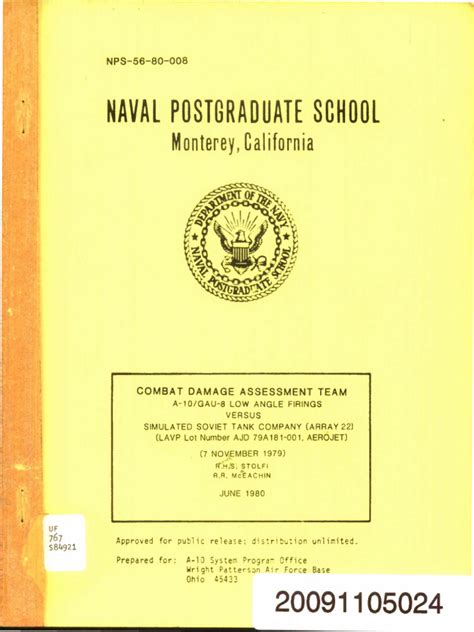 NPS-56-80-008
NAVAL POSTGRADUATE SCHOOL
Monterey, California
DEPARTMENT OF THE NAVY
NAVAL POSTGRADUATE SCHOOL
COMBAT DAMAGE ASSESSMENT TEAM
A-10/GAU-8 LOW ANGLE FIRINGS
VERSUS
SIMULATED SOVIET TANK COMPANY (ARRAY 22)
(LAVP Lot Number AJD 79A181-001, AEROJET)
(7 NOVEMBER 1979)
R.H.S. STOLFI
R.R. McEACHIN
JUNE 1980
UF
767
S84921
Approved for public release; distribution unlimited.
Prepared for: A-10 System Program Office
Wright Patterson Air Force Base
Ohio 45433
20091105024